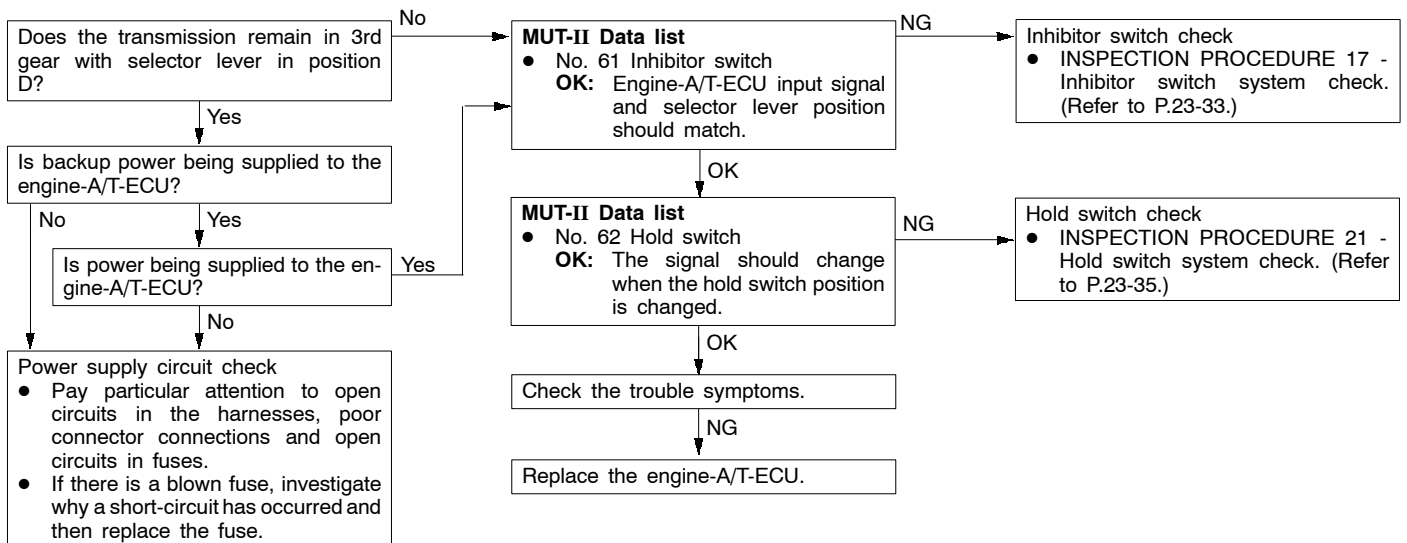 Does the transmission remain in 3rd
gear with selector lever in position
D?
No
Yes
Is backup power being supplied to the
engine-A/T-ECU?
No
Yes
Is power being supplied to the en-
gine-A/T-ECU?
Yes
No
Power supply circuit check
● Pay particular attention to open
circuits in the harnesses, poor
connector connections and open
circuits in fuses.
● If there is a blown fuse, investigate
why a short-circuit has occurred and
then replace the fuse.
MUT-II Data list
● No. 61 Inhibitor switch
OK: Engine-A/T-ECU input signal
and selector lever position
should match.
NG
OK
MUT-II Data list
● No. 62 Hold switch
OK: The signal should change
when the hold switch position
is changed.
NG
OK
Check the trouble symptoms.
NG
Replace the engine-A/T-ECU.
Inhibitor switch check
● INSPECTION PROCEDURE 17 -
Inhibitor switch system check.
(Refer to P.23-33.)
Hold switch check
● INSPECTION PROCEDURE 21 -
Hold switch system check. (Refer
to P.23-35.)